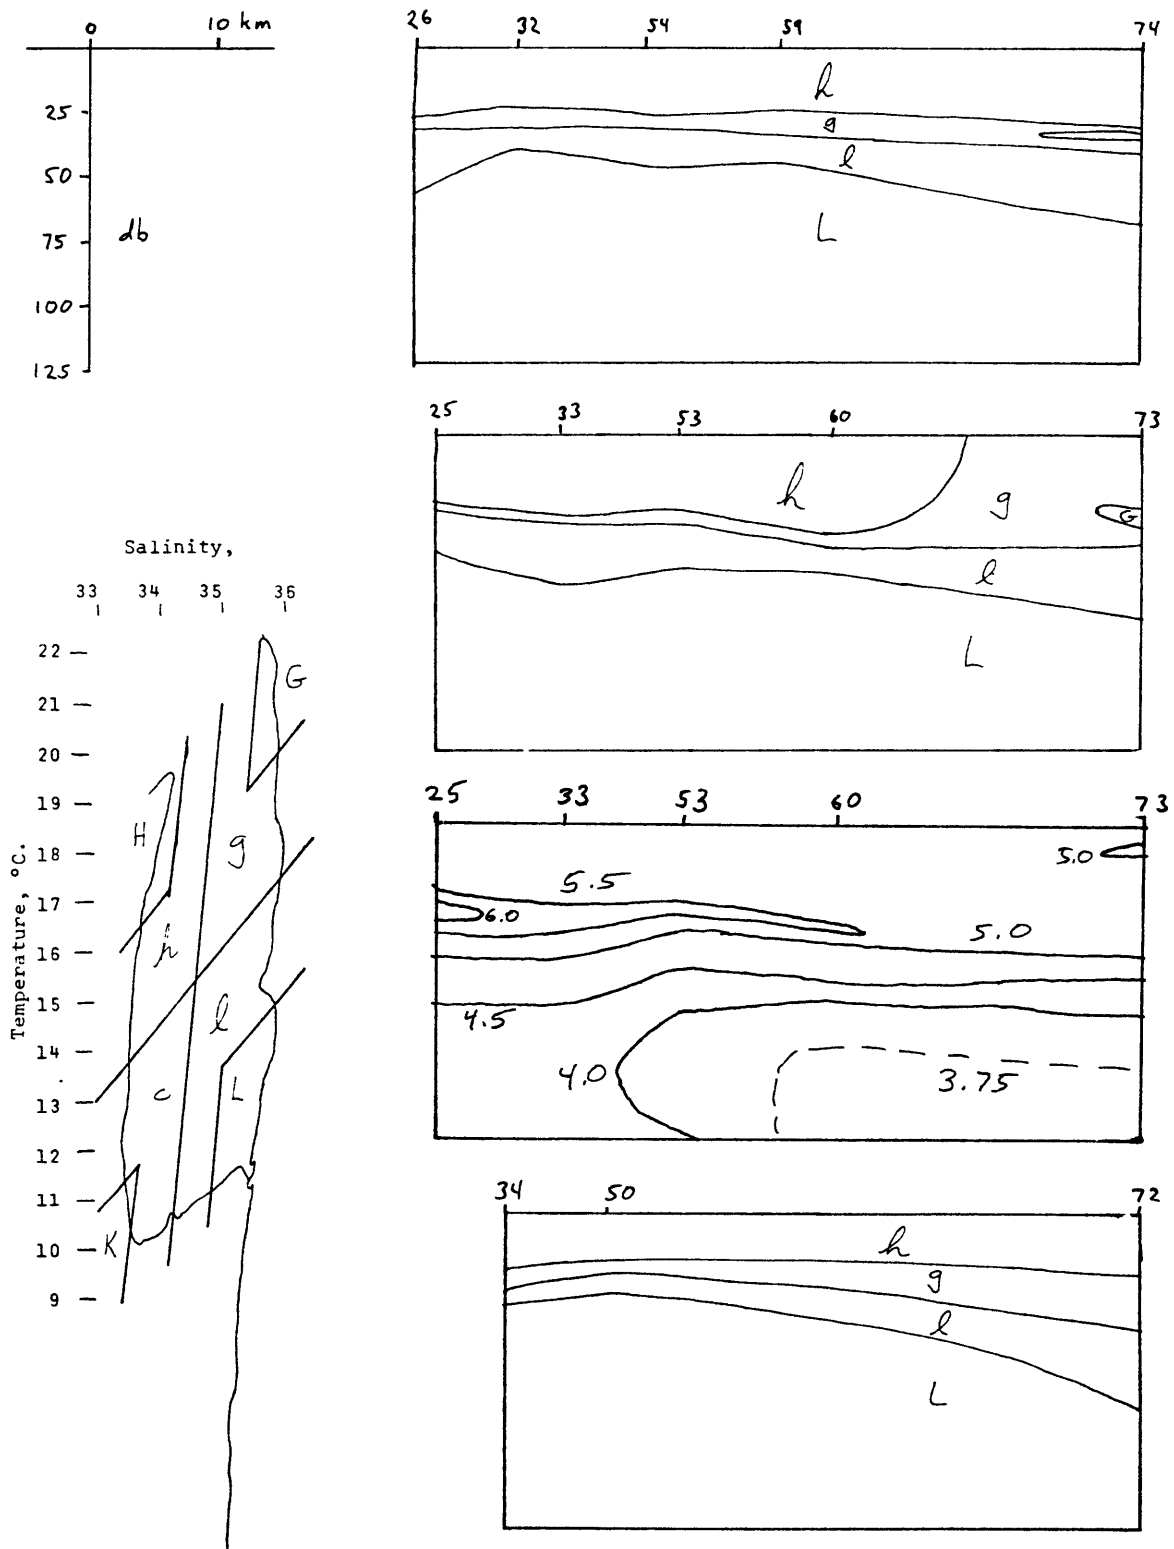 0 10 km
25
50
75 db
100
125
26 32 54 59 74
h
g
l
L
25 33 53 60 73
h g G
l
L
Salinity,
33 34 35 36
Temperature, °C.
22
21
20
19
18
17
16
15
14
13
12
11
10
9
G
H g
h
l
c L
K
25 33 53 60 73
5.0
5.5
6.0 5.0
4.5
4.0 3.75
34 50 72
h
g
l
L